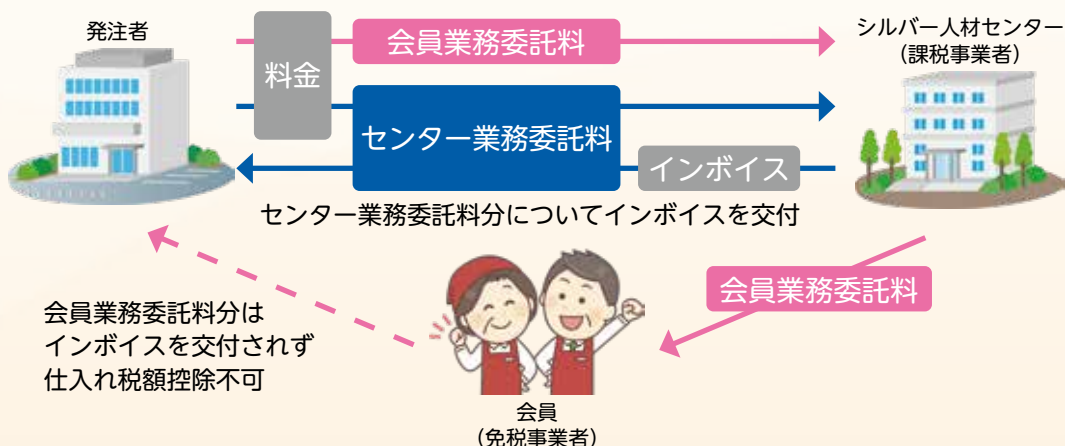 発注者
料金
会員業務委託料
シルバー人材センター
(課税事業者)
センター業務委託料
インボイス
センター業務委託料分についてインボイスを交付
会員業務委託料
会員業務委託料分は
インボイスを交付されず
仕入れ税額控除不可
会員
(免税事業者)